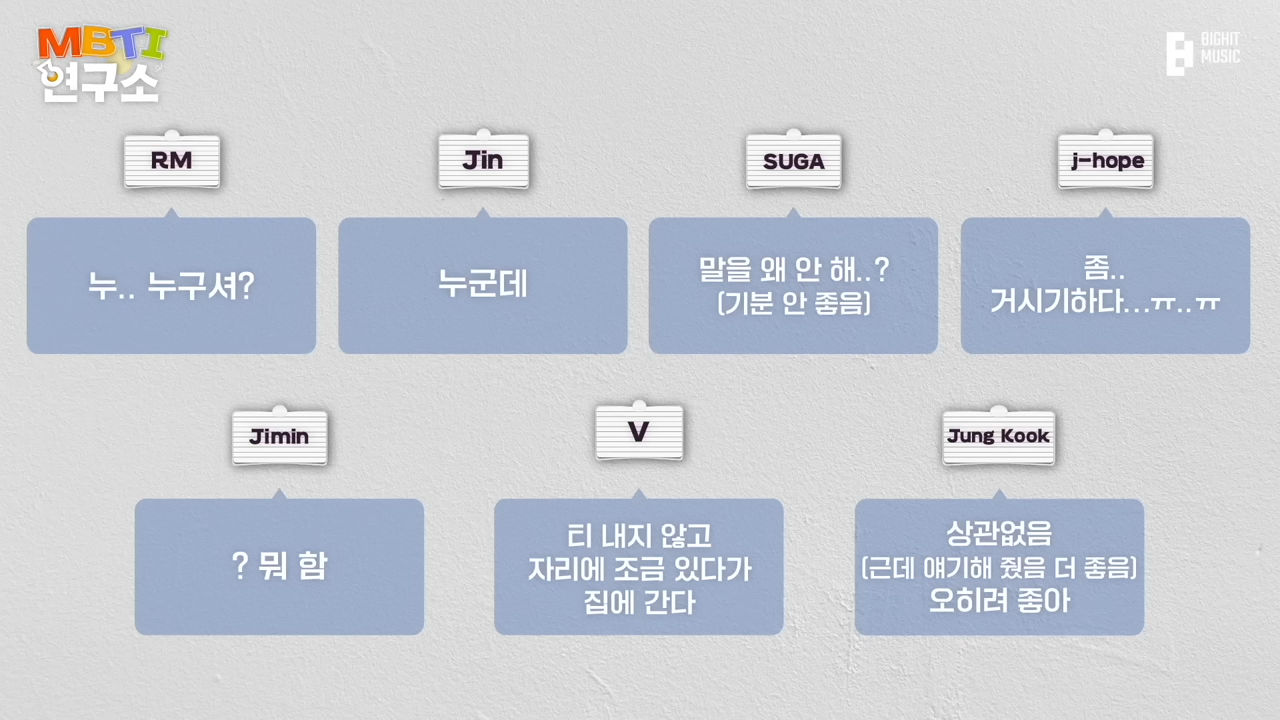 MBTI
연구소
BIGHIT
MUSIC
RM
Jin
SUGA
j-hope
누.. 누구셔?
누군데
말을 왜 안 해..?
(기분 안 좋음)
좀..
거시기하다...ㅠ..ㅠ
Jimin
V
Jung Kook
? 뭐 함
티 내지 않고
자리에 조금 있다가
집에 간다
상관없음
(근데 얘기해 줬음 더 좋음)
오히려 좋아